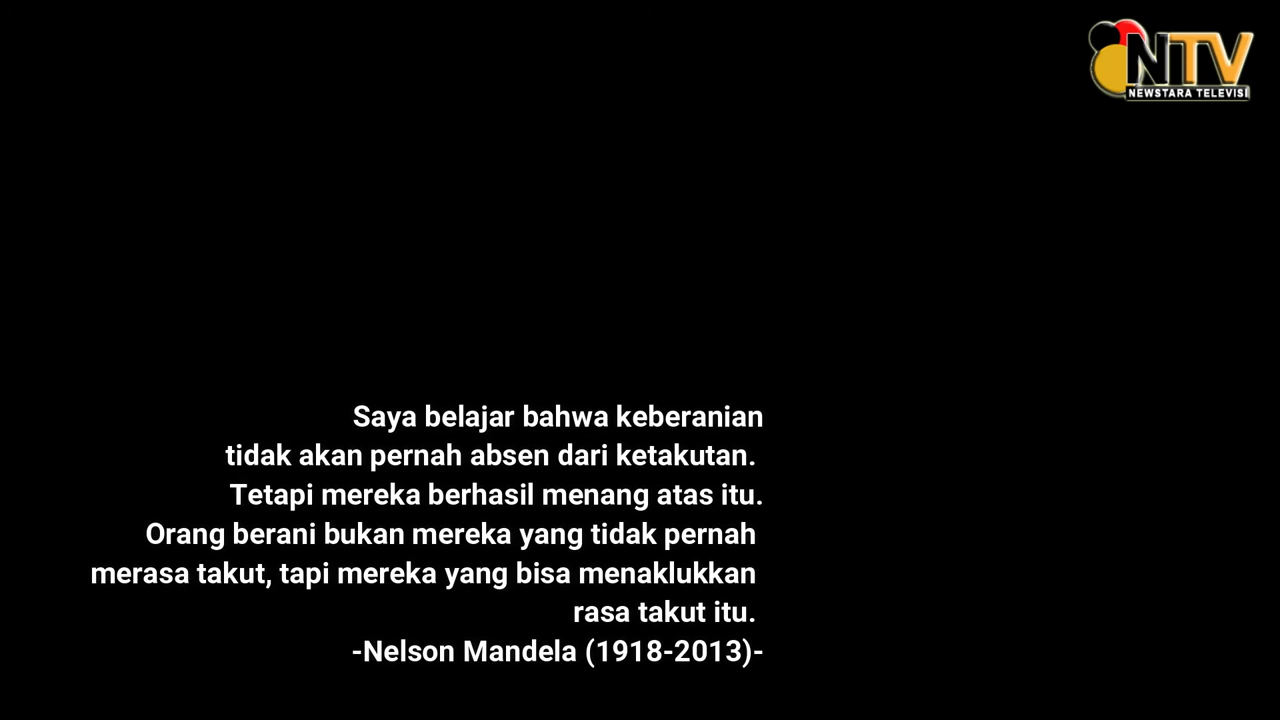 NTV
NEWSTARA TELEVISI
Saya belajar bahwa keberanian
tidak akan pernah absen dari ketakutan.
Tetapi mereka berhasil menang atas itu.
Orang berani bukan mereka yang tidak pernah
merasa takut, tapi mereka yang bisa menaklukkan
rasa takut itu.
-Nelson Mandela (1918-2013)-